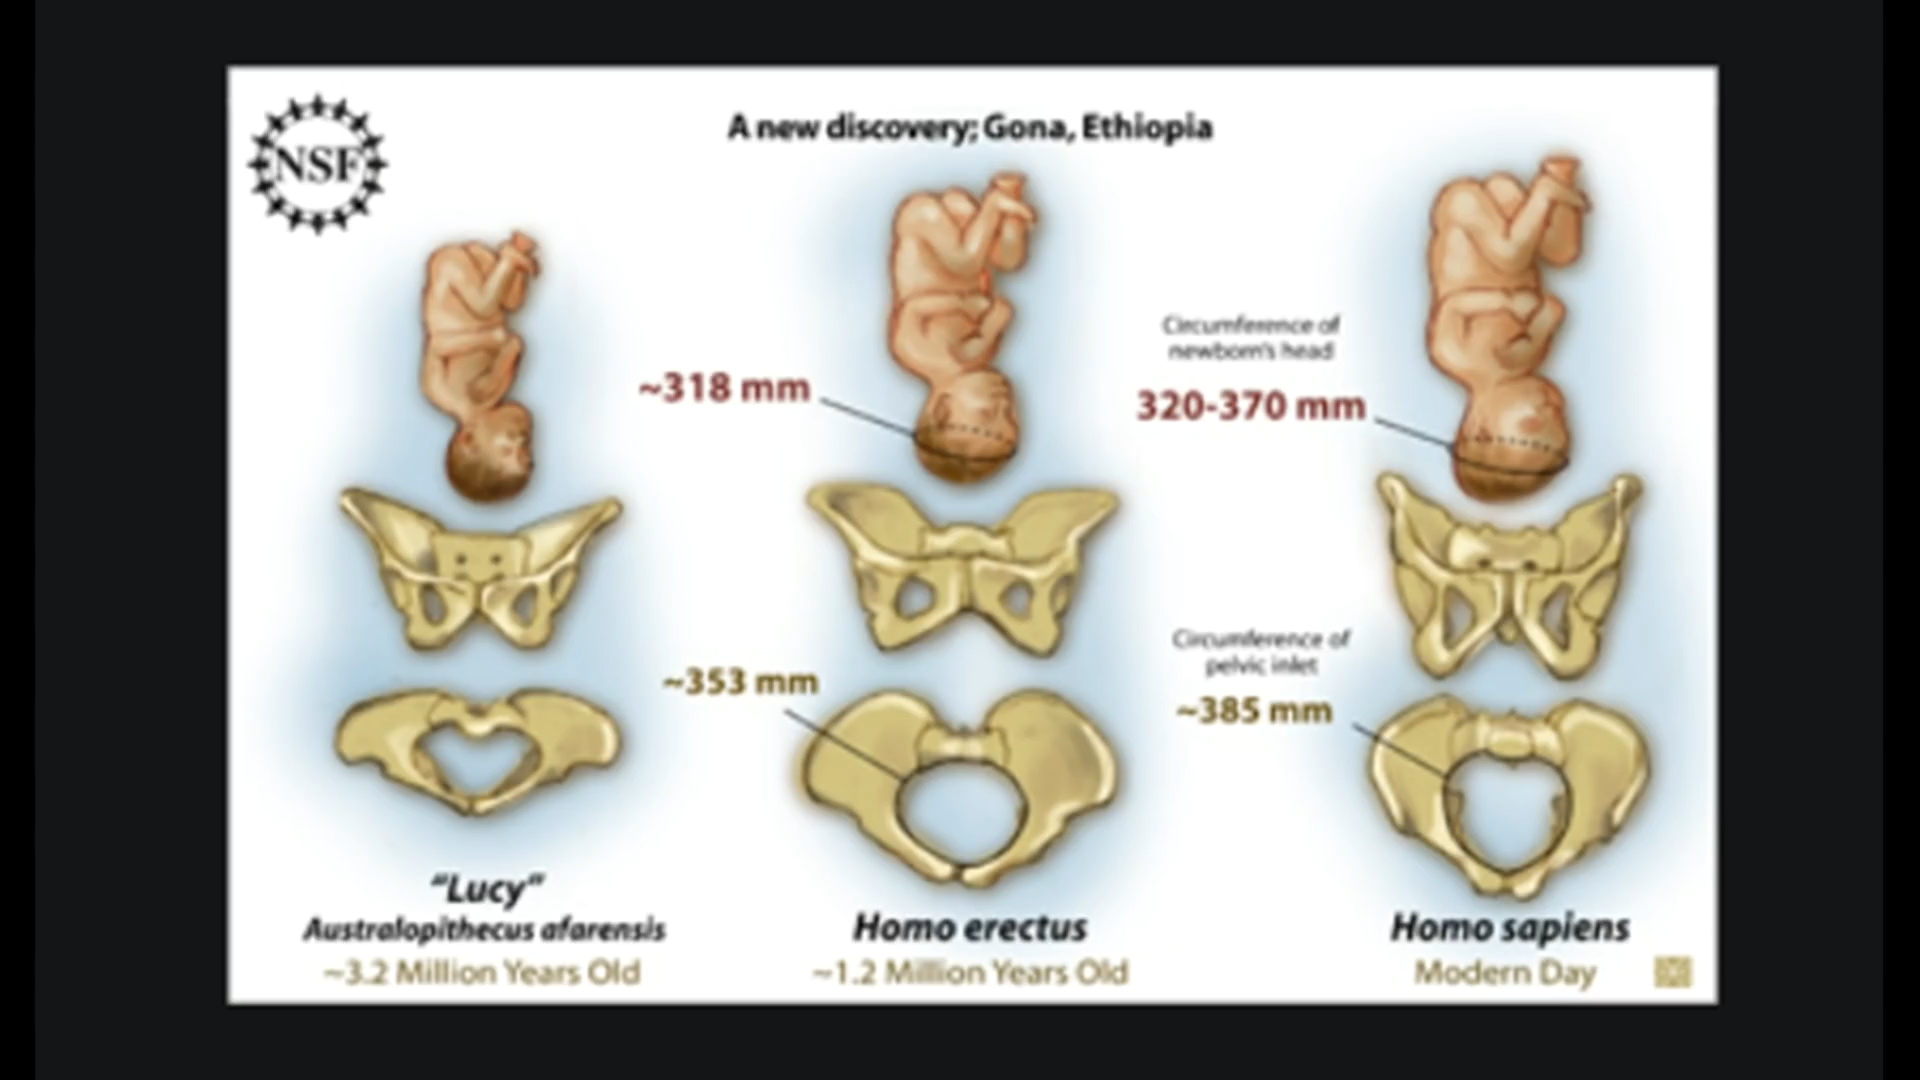 NSF
A new discovery; Gona, Ethiopia
~318 mm
Circumference of
newborn's head
320-370 mm
~353 mm
Circumference of
pelvic inlet
~385 mm
"Lucy"
Australopithecus afarensis
~3.2 Million Years Old
Homo erectus
~1.2 Million Years Old
Homo sapiens
Modern Day